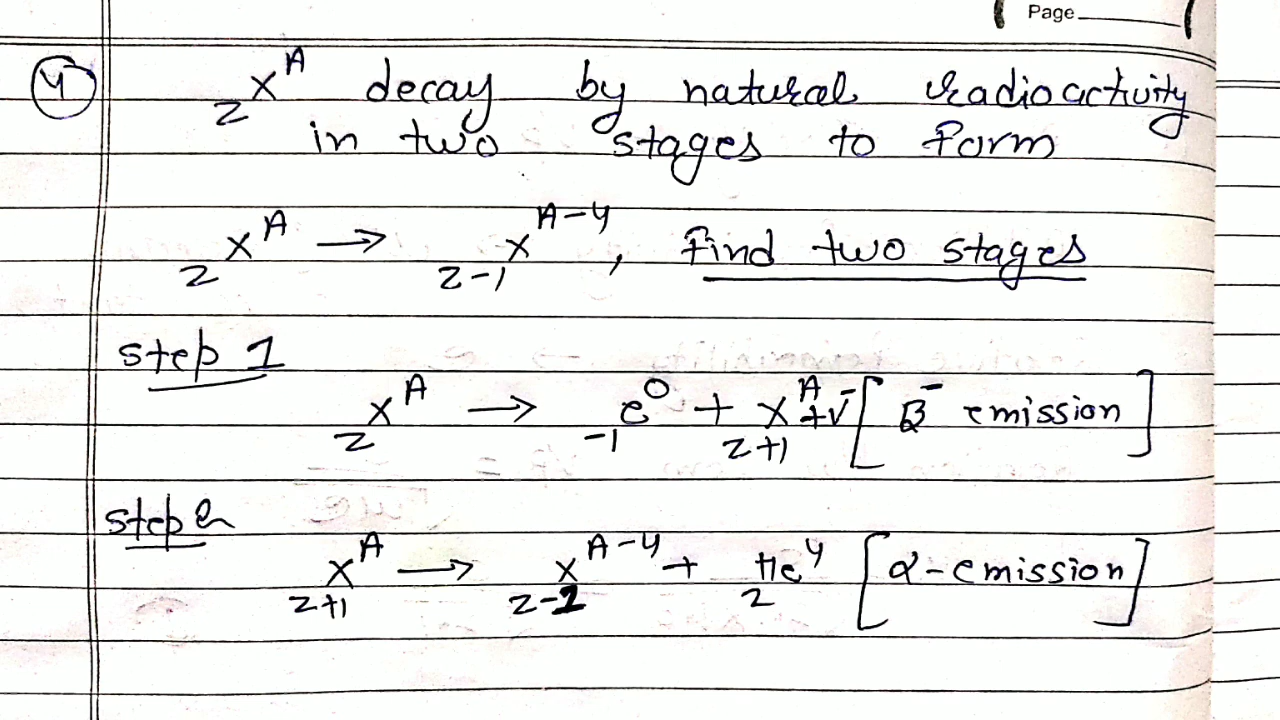 Page
4 ₂X^A decay by natural radioactivity
in two stages to form
zX^A → z-1X^A-4 , Find two stages
step 1
zX^A → -1e^0 + z+1X^A + ν̅ [ β^- emission ]
step 2
z+1X^A → z-1X^A-4 + 2He^4 [ α-emission ]